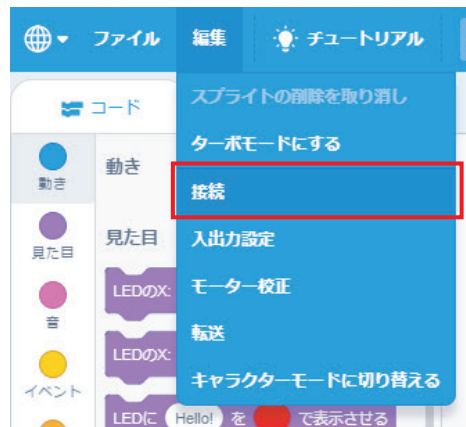 ファイル 編集 チュートリアル
コード
スプライトの削除を取り消し
ターボモードにする
接続
入出力設定
モーター校正
転送
キャラクターモードに切り替える
動き
動き
見た目
見た目
LEDのX:
音
LEDのX:
イベント
LEDに Hello! を で表示させる